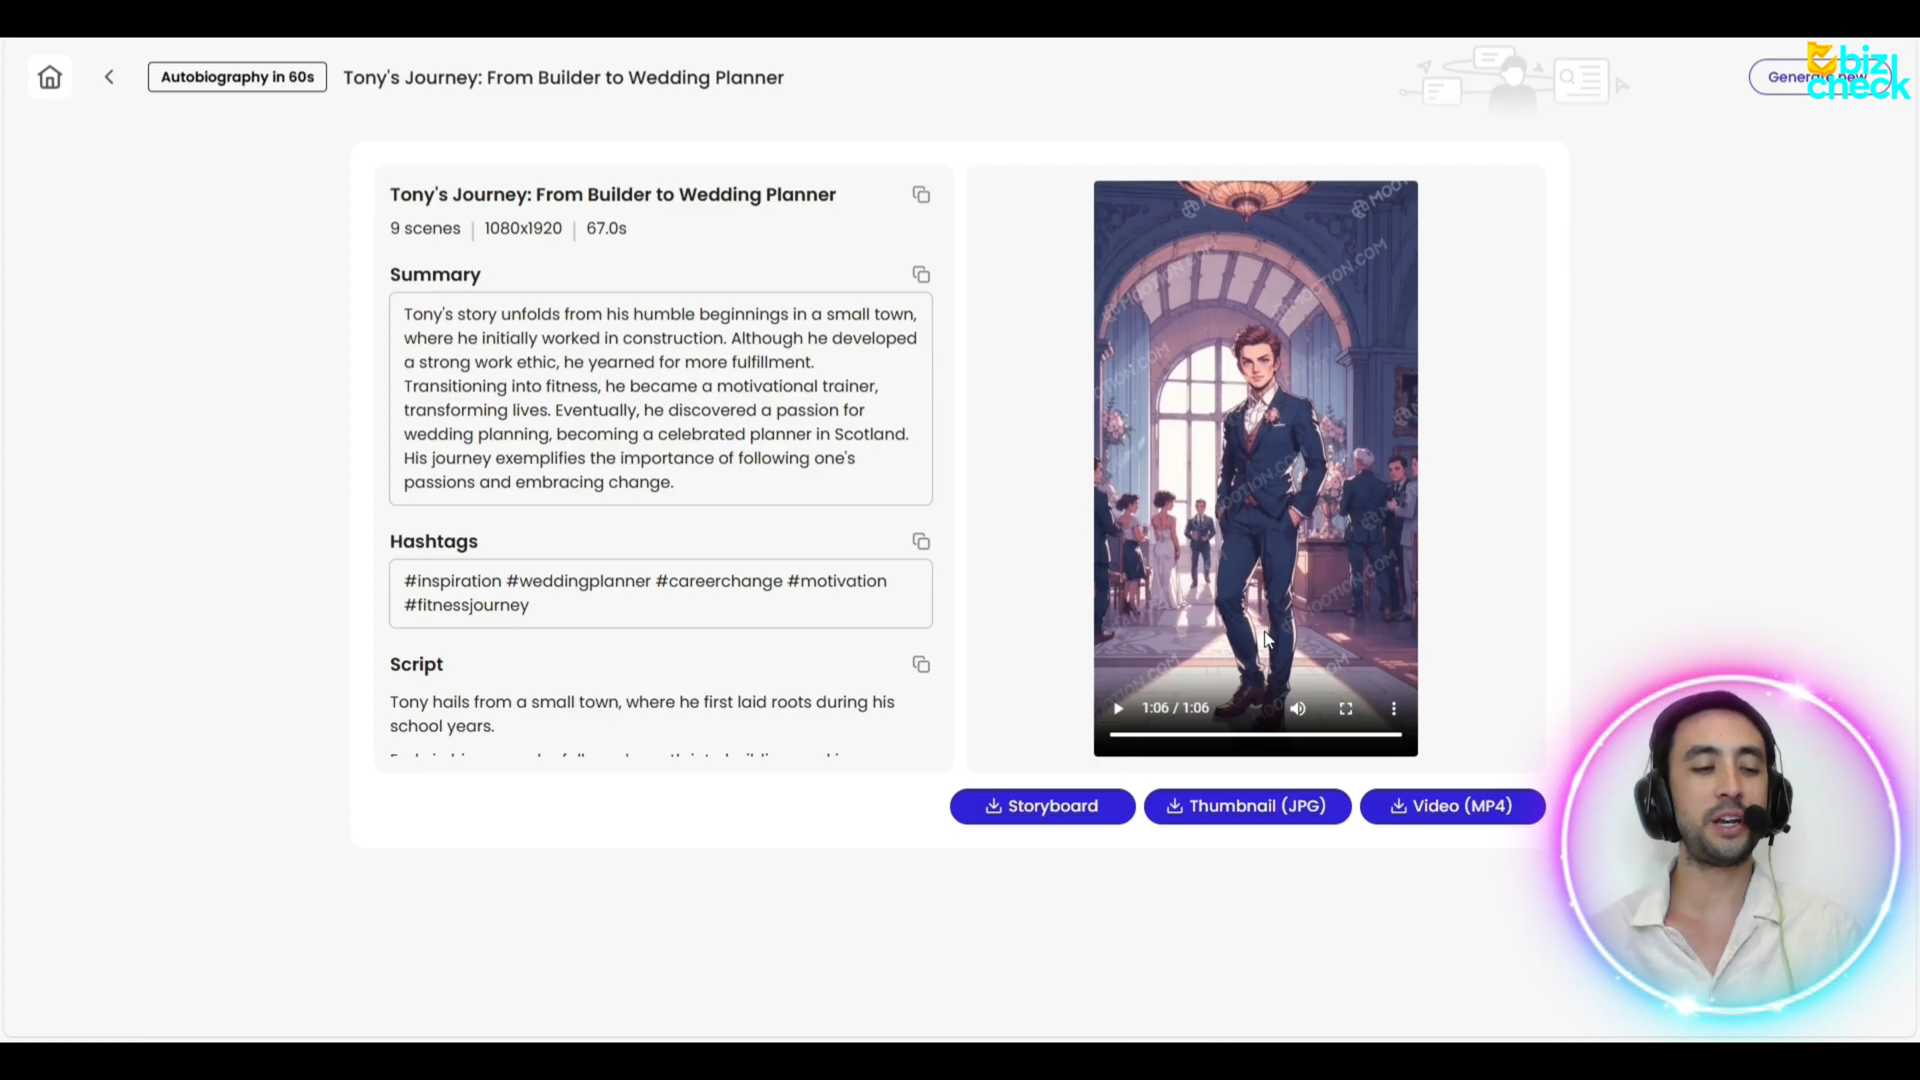 Autobiography in 60s
Tony's Journey: From Builder to Wedding Planner
Generate new
bizi
check
Tony's Journey: From Builder to Wedding Planner
9 scenes | 1080x1920 | 67.0s
Summary
Tony's story unfolds from his humble beginnings in a small town,
where he initially worked in construction. Although he developed
a strong work ethic, he yearned for more fulfillment.
Transitioning into fitness, he became a motivational trainer,
transforming lives. Eventually, he discovered a passion for
wedding planning, becoming a celebrated planner in Scotland.
His journey exemplifies the importance of following one's
passions and embracing change.
Hashtags
#inspiration #weddingplanner #careerchange #motivation
#fitnessjourney
Script
Tony hails from a small town, where he first laid roots during his
school years.
MOOTION.COM
1:06 / 1:06
Storyboard
Thumbnail (JPG)
Video (MP4)